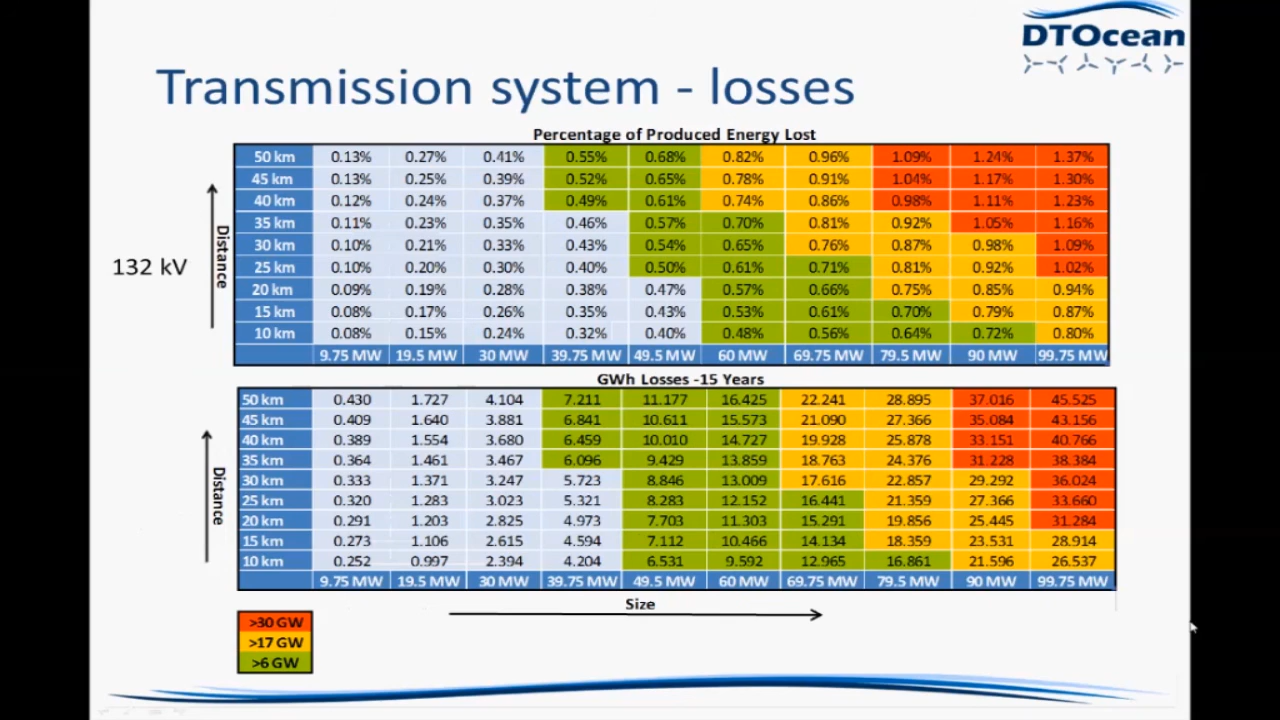 DTOcean
Transmission system - losses
Percentage of Produced Energy Lost
50 km 0.13% 0.27% 0.41% 0.55% 0.68% 0.82% 0.96% 1.09% 1.24% 1.37%
45 km 0.13% 0.25% 0.39% 0.52% 0.65% 0.78% 0.91% 1.04% 1.17% 1.30%
40 km 0.12% 0.24% 0.37% 0.49% 0.61% 0.74% 0.86% 0.98% 1.11% 1.23%
35 km 0.11% 0.23% 0.35% 0.46% 0.57% 0.70% 0.81% 0.92% 1.05% 1.16%
30 km 0.10% 0.21% 0.33% 0.43% 0.54% 0.65% 0.76% 0.87% 0.98% 1.09%
25 km 0.10% 0.20% 0.30% 0.40% 0.50% 0.61% 0.71% 0.81% 0.92% 1.02%
20 km 0.09% 0.19% 0.28% 0.38% 0.47% 0.57% 0.66% 0.75% 0.85% 0.94%
15 km 0.08% 0.17% 0.26% 0.35% 0.43% 0.53% 0.61% 0.70% 0.79% 0.87%
10 km 0.08% 0.15% 0.24% 0.32% 0.40% 0.48% 0.56% 0.64% 0.72% 0.80%
9.75 MW 19.5 MW 30 MW 39.75 MW 49.5 MW 60 MW 69.75 MW 79.5 MW 90 MW 99.75 MW
Distance
132 kV
GWh Losses -15 Years
50 km 0.430 1.727 4.104 7.211 11.177 16.425 22.241 28.895 37.016 45.525
45 km 0.409 1.640 3.881 6.841 10.611 15.573 21.090 27.366 35.084 43.156
40 km 0.389 1.554 3.680 6.459 10.010 14.727 19.928 25.878 33.151 40.766
35 km 0.364 1.461 3.467 6.096 9.429 13.859 18.763 24.376 31.228 38.384
30 km 0.333 1.371 3.247 5.723 8.846 13.009 17.616 22.857 29.292 36.024
25 km 0.320 1.283 3.023 5.321 8.283 12.152 16.441 21.359 27.366 33.660
20 km 0.291 1.203 2.825 4.973 7.703 11.303 15.291 19.856 25.445 31.284
15 km 0.273 1.106 2.615 4.594 7.112 10.466 14.134 18.359 23.531 28.914
10 km 0.252 0.997 2.394 4.204 6.531 9.592 12.965 16.861 21.596 26.537
9.75 MW 19.5 MW 30 MW 39.75 MW 49.5 MW 60 MW 69.75 MW 79.5 MW 90 MW 99.75 MW
Distance
Size
>30 GW
>17 GW
>6 GW